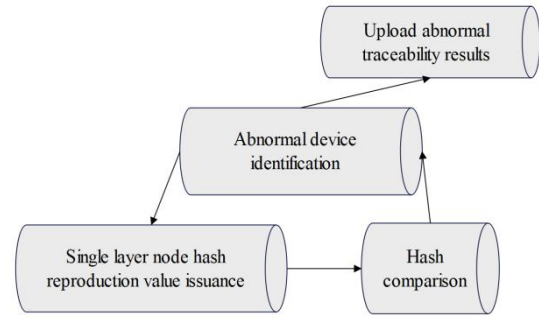 Upload abnormal
traceability results
Abnormal device
identification
Single layer node hash
reproduction value issuance
Hash
comparison